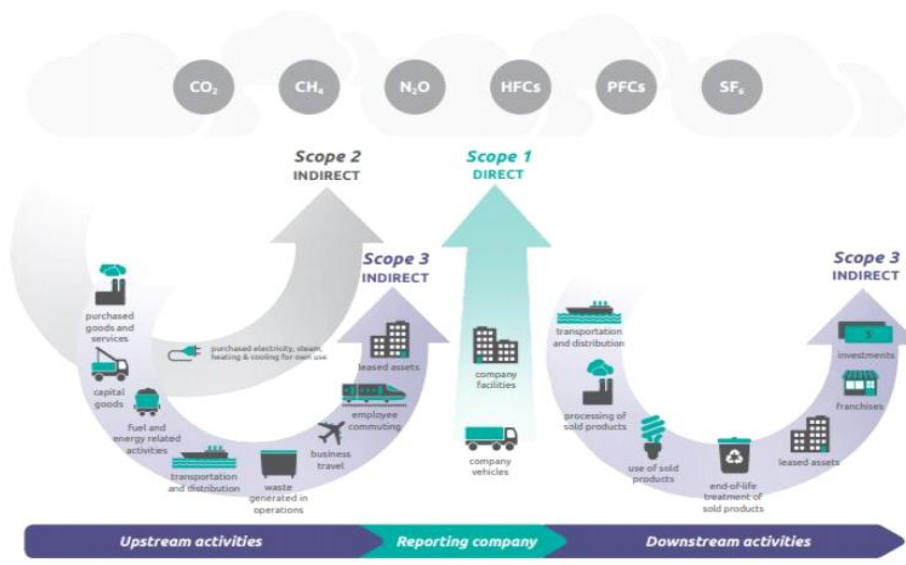 CO₂
CH₄
N₂O
HFCs
PFCs
SF₆
Scope 2
INDIRECT
Scope 1
DIRECT
Scope 3
INDIRECT
Scope 3
INDIRECT
purchased
goods and
services
capital
goods
fuel and
energy related
activities
transportation
and distribution
waste
generated in
operations
business
travel
employee
commuting
leased assets
purchased electricity, steam,
heating & cooling for own use
company
facilities
company
vehicles
transportation
and distribution
processing of
sold products
use of sold
products
end-of-life
treatment of
sold products
leased assets
franchises
investments
$
Upstream activities
Reporting company
Downstream activities